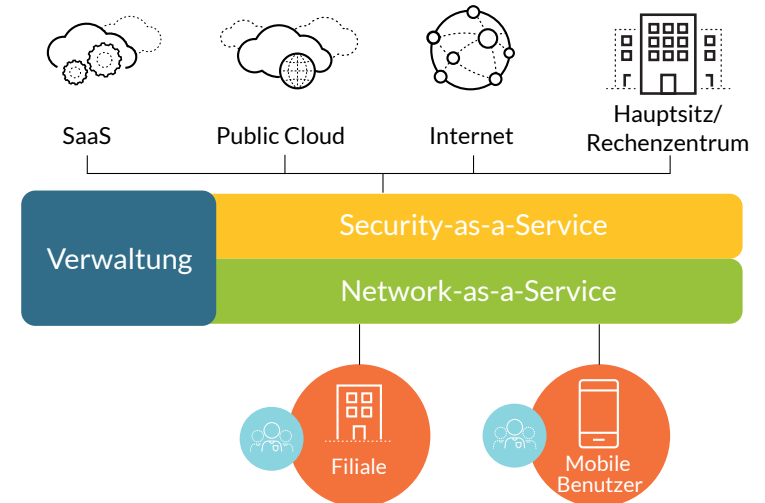 SaaS
Public Cloud
Internet
Hauptsitz/
Rechenzentrum
Verwaltung
Security-as-a-Service
Network-as-a-Service
Filiale
Mobile
Benutzer